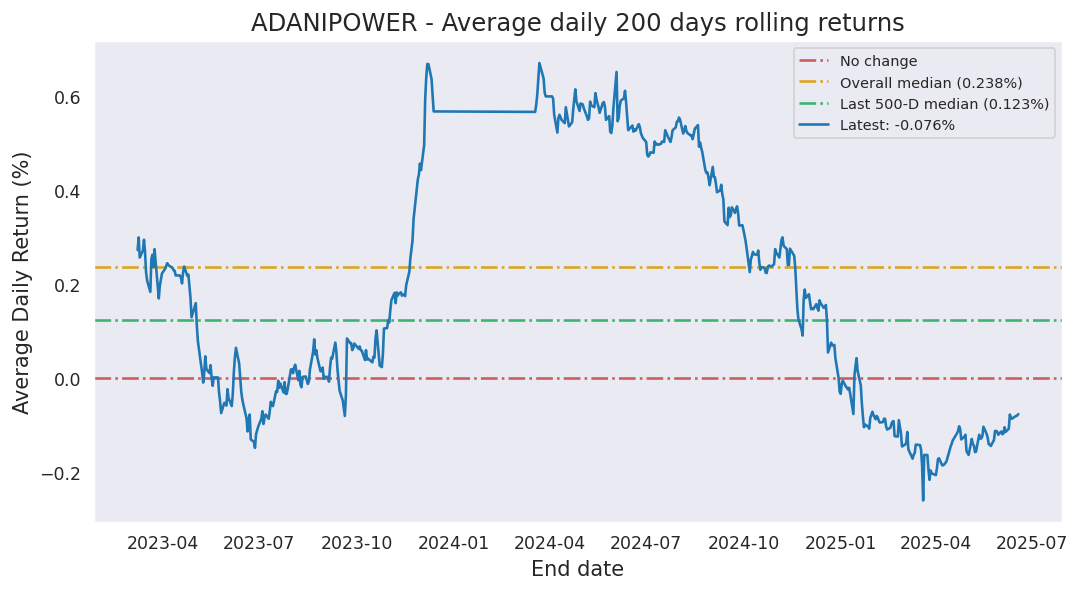 ADANIPOWER - Average daily 200 days rolling returns
No change
Overall median (0.238%)
Last 500-D median (0.123%)
Latest: -0.076%
Average Daily Return (%)
0.6
0.4
0.2
0.0
−0.2
2023-04 2023-07 2023-10 2024-01 2024-04 2024-07 2024-10 2025-01 2025-04 2025-07
End date